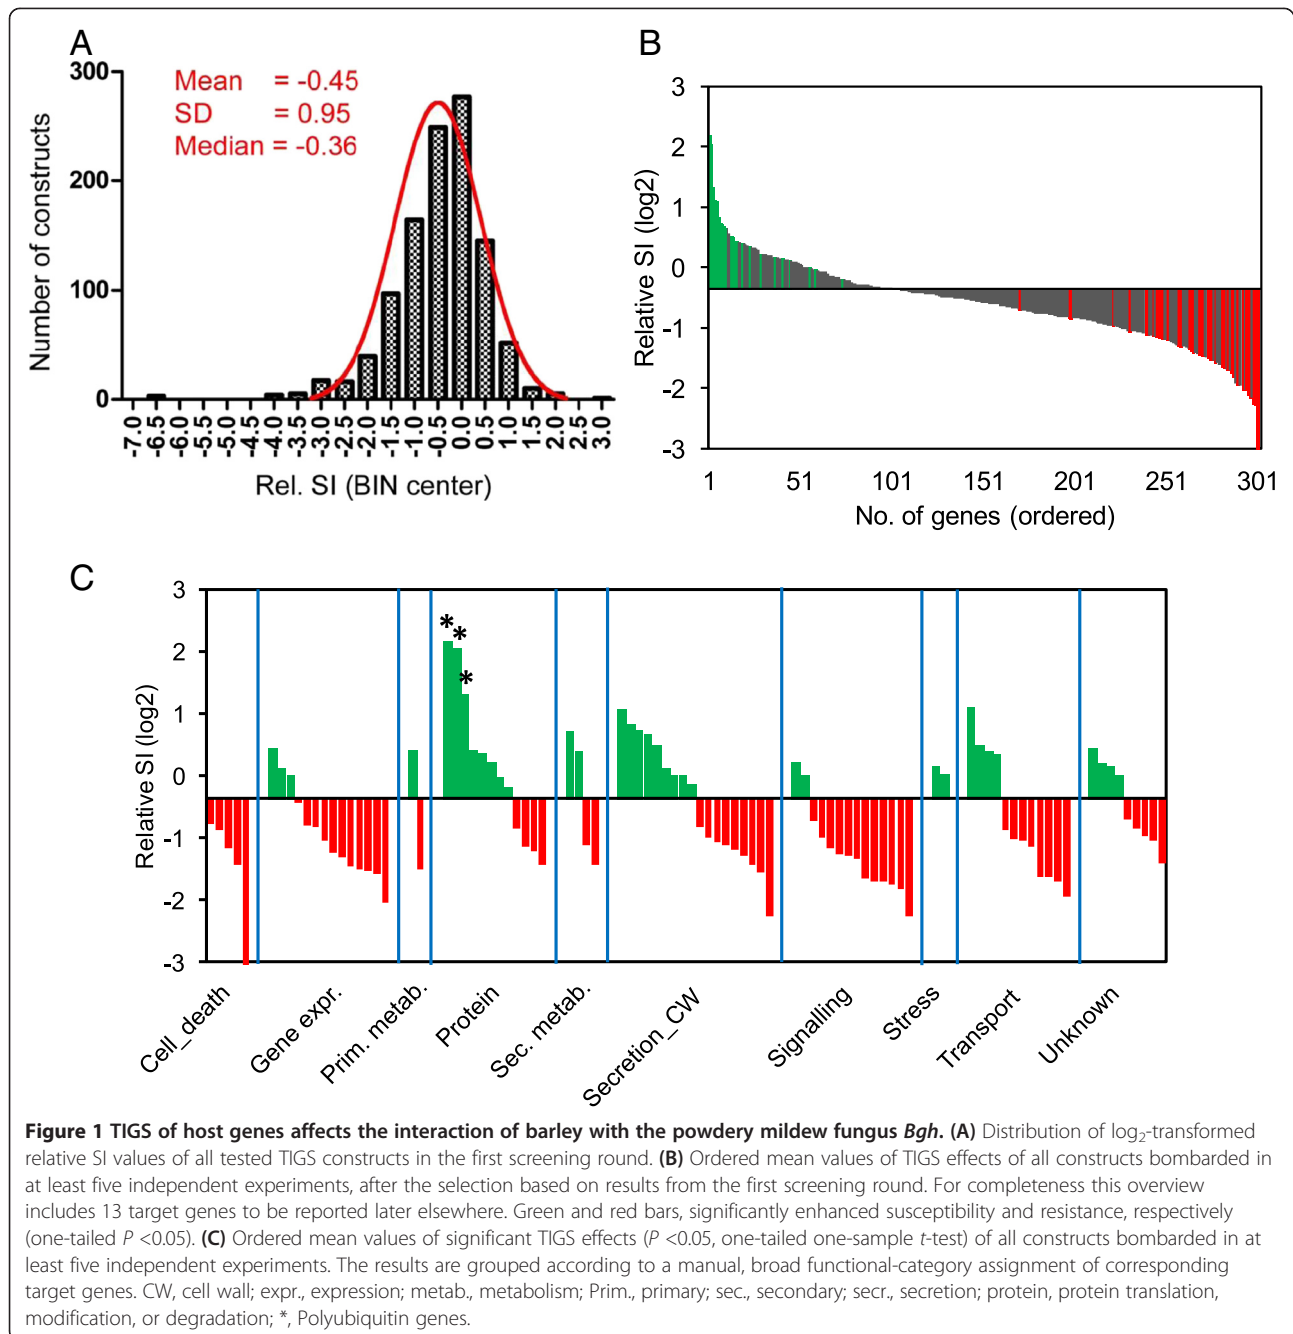 A
300
200
100
0
Number of constructs
Mean = -0.45
SD = 0.95
Median = -0.36
-7.0
-6.5
-6.0
-5.5
-5.0
-4.5
-4.0
-3.5
-3.0
-2.5
-2.0
-1.5
-1.0
-0.5
0.0
0.5
1.0
1.5
2.0
2.5
3.0
Rel. SI (BIN center)
B
3
2
1
0
-1
-2
-3
Relative SI (log2)
1 51 101 151 201 251 301
No. of genes (ordered)
C
3
2
1
0
-1
-2
-3
Relative SI (log2)
*
*
*
Cell_death
Gene expr.
Prim. metab.
Protein
Sec. metab.
Secretion_CW
Signalling
Stress
Transport
Unknown
Figure 1 TIGS of host genes affects the interaction of barley with the powdery mildew fungus Bgh. (A) Distribution of log₂-transformed
relative SI values of all tested TIGS constructs in the first screening round. (B) Ordered mean values of TIGS effects of all constructs bombarded in
at least five independent experiments, after the selection based on results from the first screening round. For completeness this overview
includes 13 target genes to be reported later elsewhere. Green and red bars, significantly enhanced susceptibility and resistance, respectively
(one-tailed P <0.05). (C) Ordered mean values of significant TIGS effects (P <0.05, one-tailed one-sample t-test) of all constructs bombarded in at
least five independent experiments. The results are grouped according to a manual, broad functional-category assignment of corresponding
target genes. CW, cell wall; expr., expression; metab., metabolism; Prim., primary; sec., secondary; secr., secretion; protein, protein translation,
modification, or degradation; *, Polyubiquitin genes.